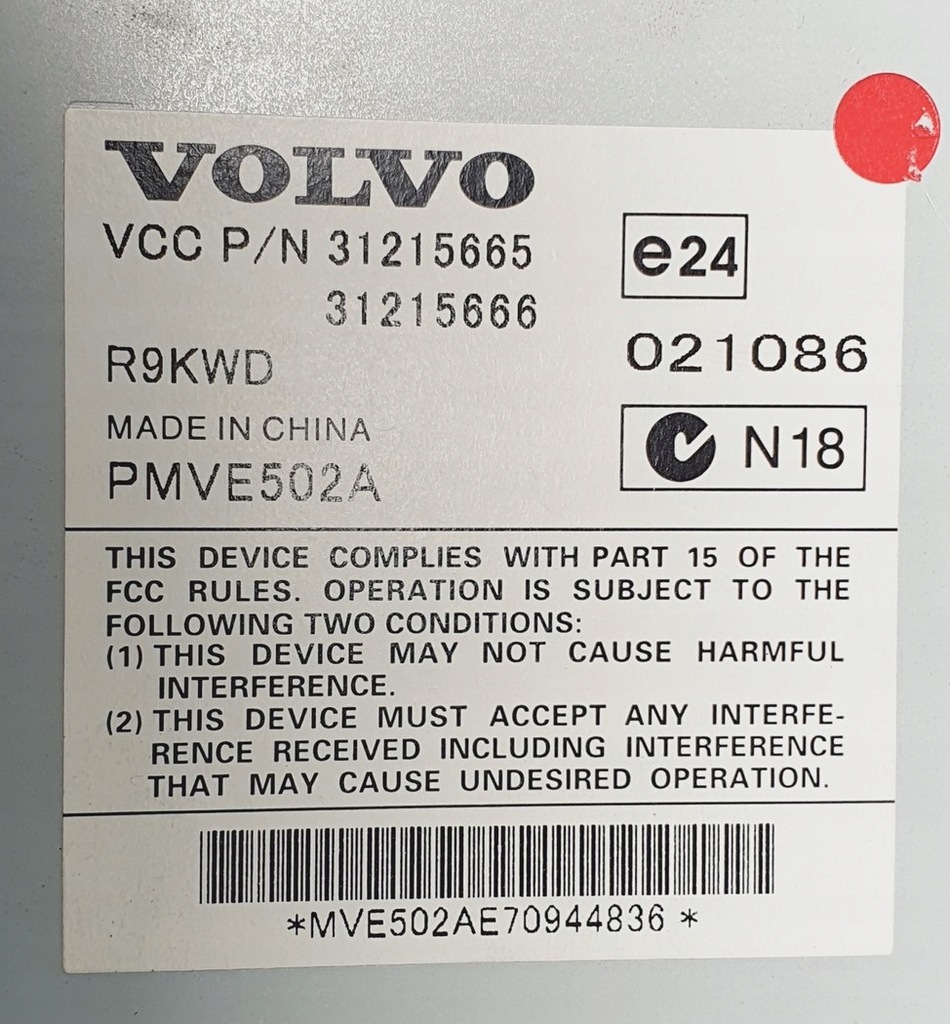 VOLVO
VCC P/N 31215665
31215666
e24
R9KWD
021086
MADE IN CHINA
N18
PMVE502A
THIS DEVICE COMPLIES WITH PART 15 OF THE
FCC RULES. OPERATION IS SUBJECT TO THE
FOLLOWING TWO CONDITIONS:
(1) THIS DEVICE MAY NOT CAUSE HARMFUL
INTERFERENCE.
(2) THIS DEVICE MUST ACCEPT ANY INTERFE-
RENCE RECEIVED INCLUDING INTERFERENCE
THAT MAY CAUSE UNDESIRED OPERATION.
*MVE502AE70944836 *